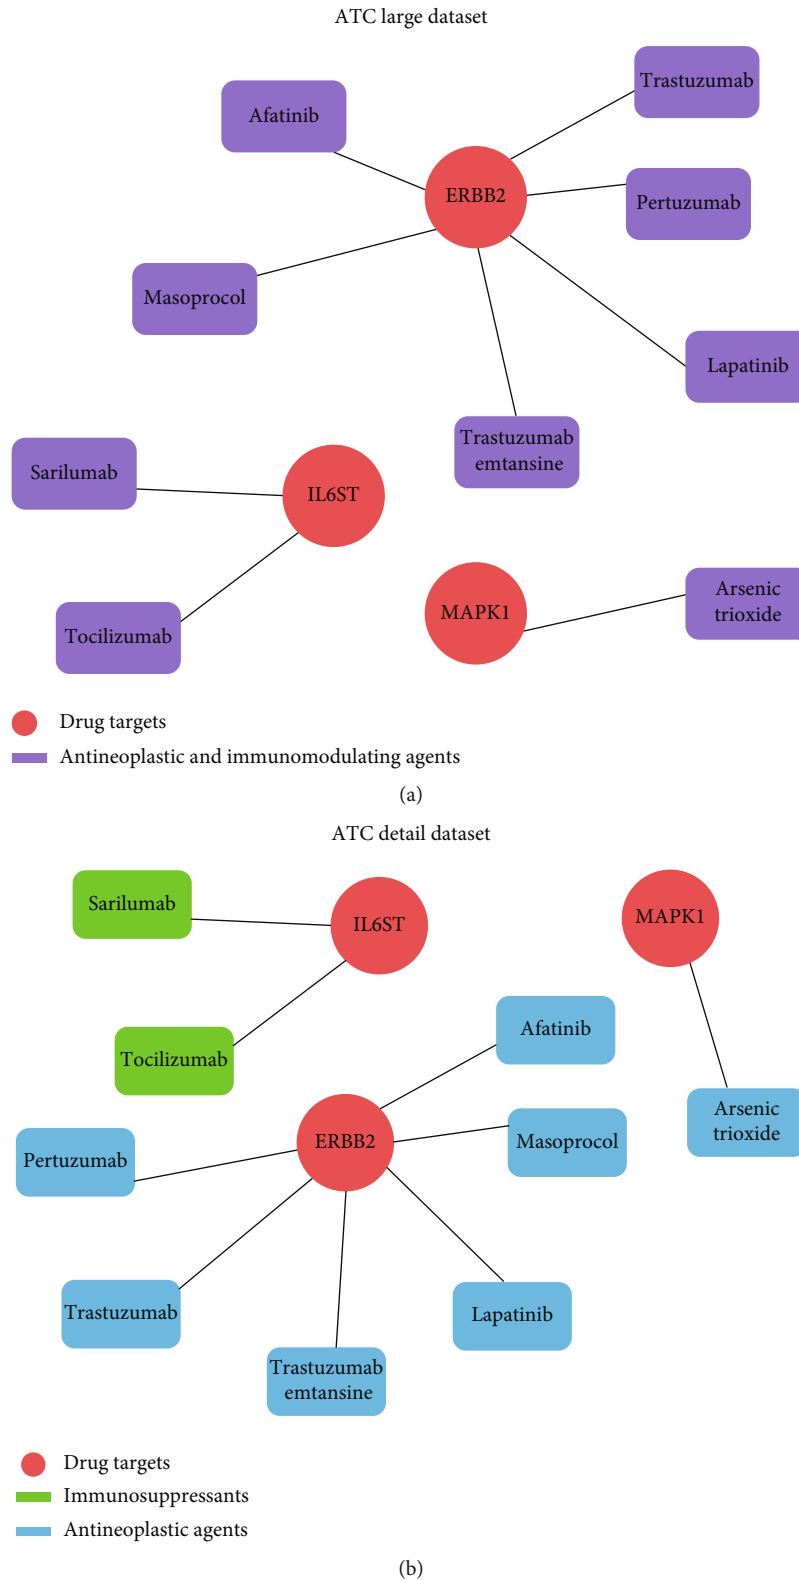 ATC large dataset
Afatinib
Trastuzumab
ERBB2
Pertuzumab
Masoprocol
Lapatinib
Trastuzumab
emtansine
Sarilumab
IL6ST
Tocilizumab
MAPK1
Arsenic
trioxide
Drug targets
Antineoplastic and immunomodulating agents
(a)
ATC detail dataset
Sarilumab
IL6ST
MAPK1
Tocilizumab
Afatinib
ERBB2
Masoprocol
Arsenic
trioxide
Pertuzumab
Trastuzumab
Lapatinib
Trastuzumab
emtansine
Drug targets
Immunosuppressants
Antineoplastic agents
(b)